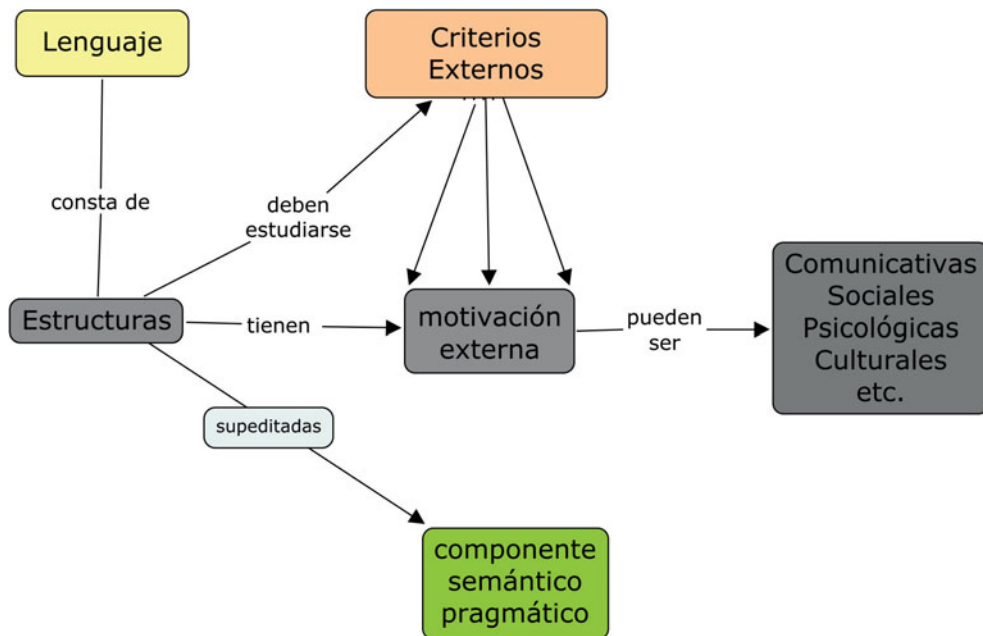 Lenguaje
Criterios
Externos
consta de
deben
estudiarse
Estructuras
tienen
motivación
externa
pueden
ser
Comunicativas
Sociales
Psicológicas
Culturales
etc.
supeditadas
componente
semántico
pragmático